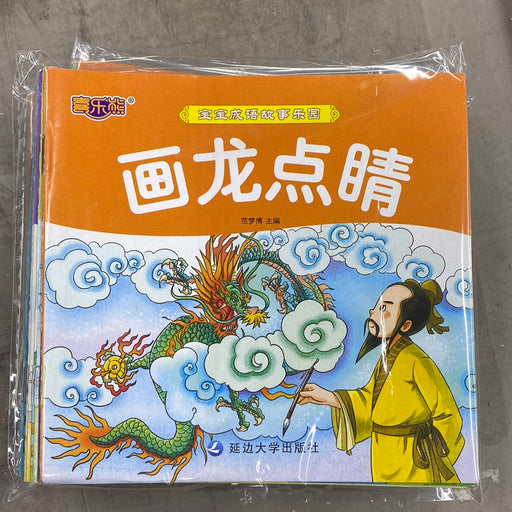 喜乐熊®
宝宝成语故事乐园
画龙点睛
范梦博 主编
延边大学出版社